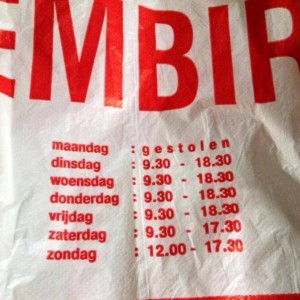 EMBIR
maandag : gestolen
dinsdag : 9.30 - 18.30
woensdag : 9.30 - 18.30
donderdag : 9.30 - 18.30
vrijdag : 9.30 - 18.30
zaterdag : 9.30 - 17.30
zondag : 12.00 - 17.30